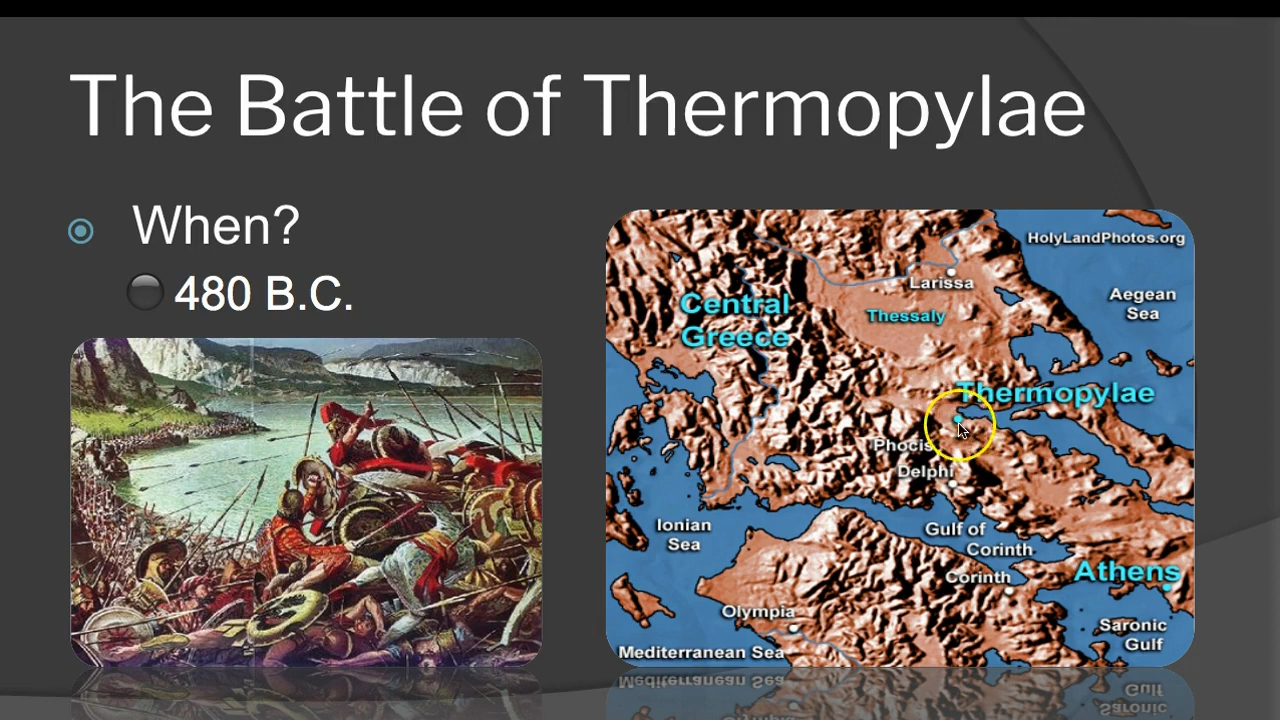 The Battle of Thermopylae
When?
480 B.C.
HolyLandPhotos.org
Larissa
Aegean
Sea
Central
Greece
Thessaly
Thermopylae
Phocis
Delphi
Ionian
Sea
Gulf of
Corinth
Corinth
Athens
Olympia
Saronic
Gulf
Mediterranean Sea